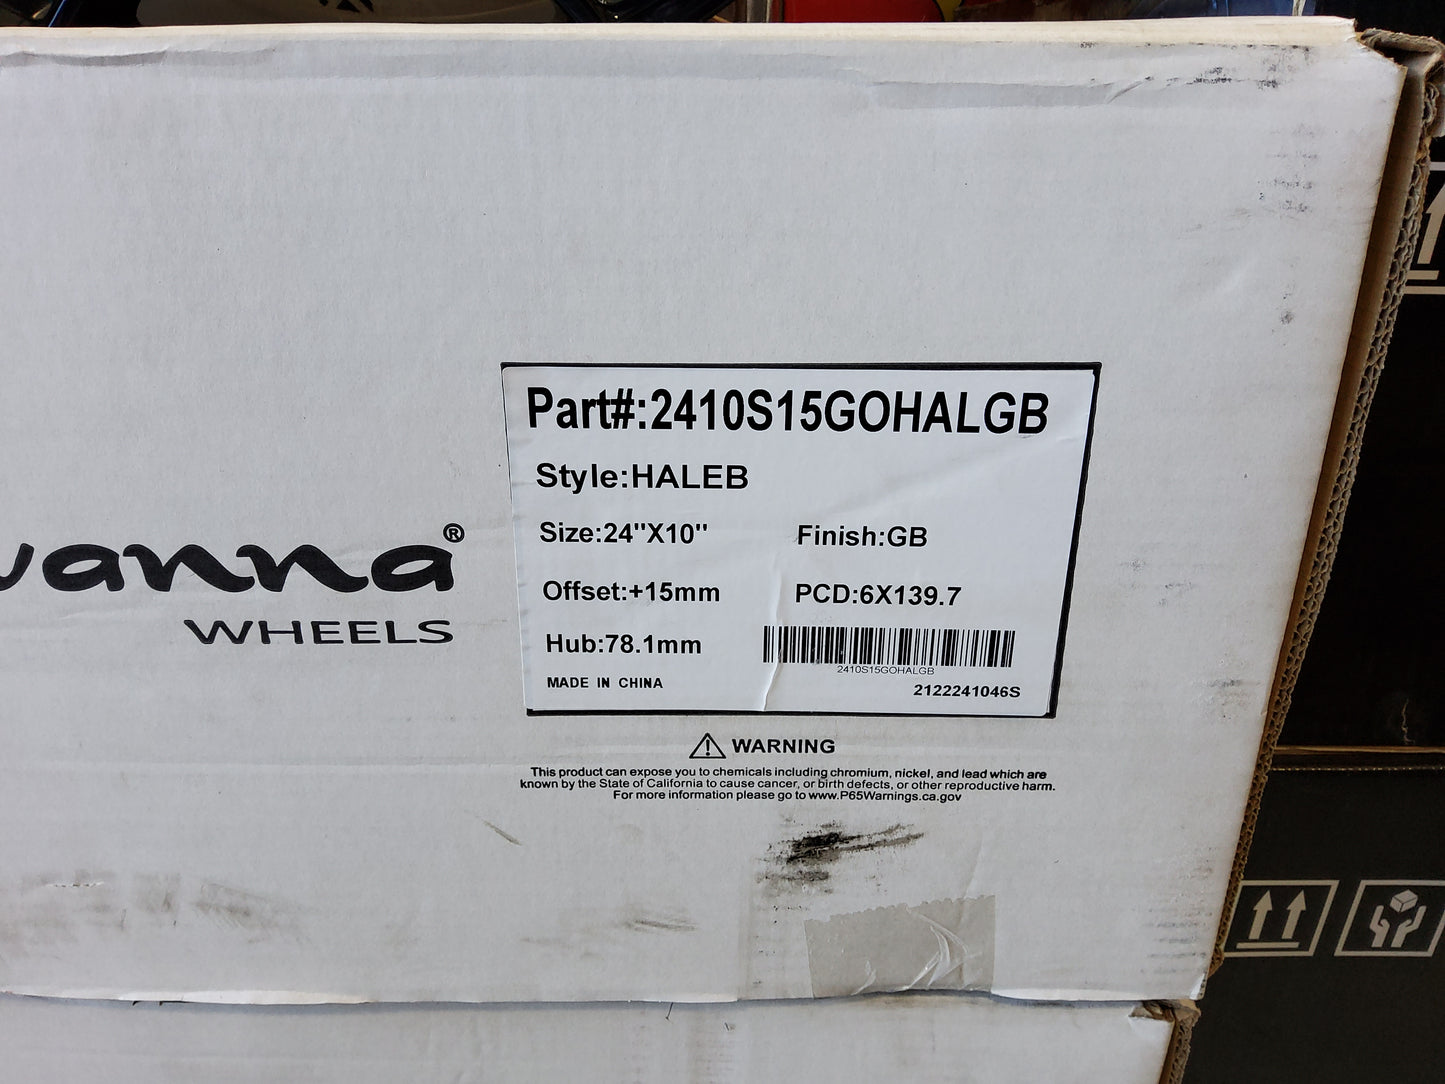 Part#:2410S15GOHALGB
Style:HALEB
Size:24"X10" Finish:GB
Offset:+15mm PCD:6X139.7
Hub:78.1mm
2410S15GOHALGB
MADE IN CHINA 2122241046S
vanna®
WHEELS
WARNING
This product can expose you to chemicals including chromium, nickel, and lead which are
known by the State of California to cause cancer, or birth defects, or other reproductive harm.
For more information please go to www.P65Warnings.ca.gov